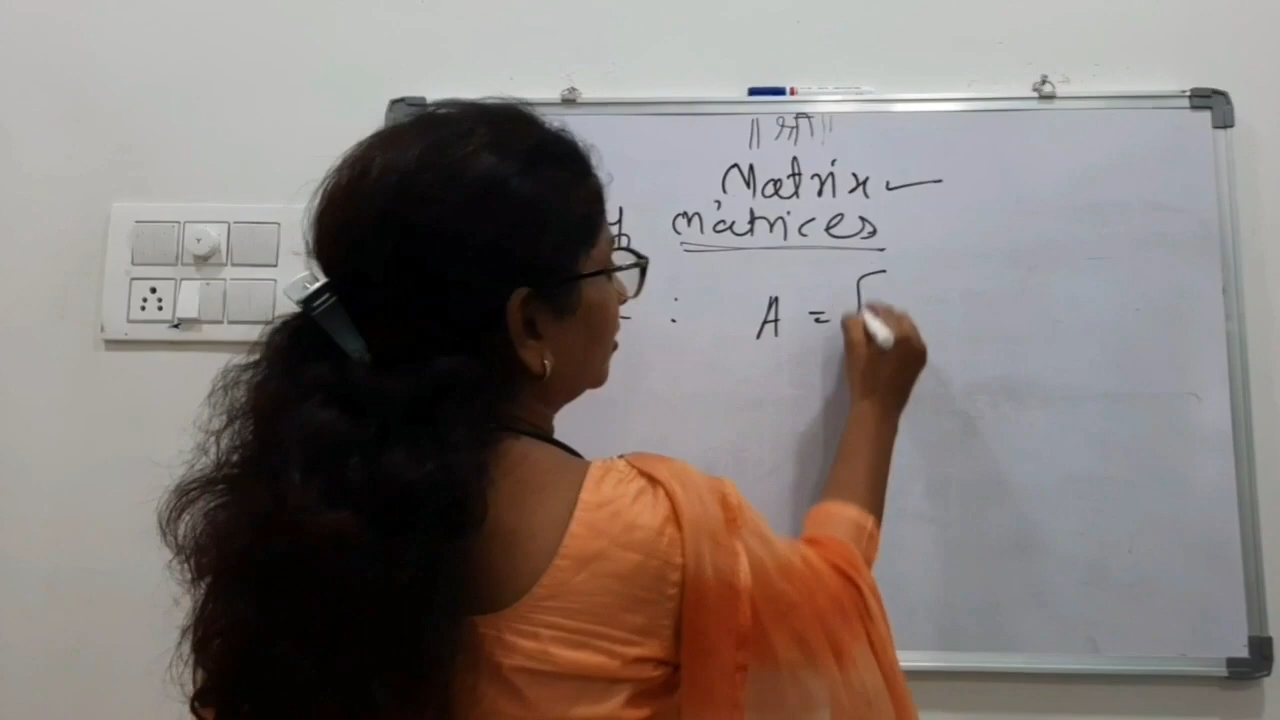 ॥ श्री ॥
Matrix
matrices
: A = [